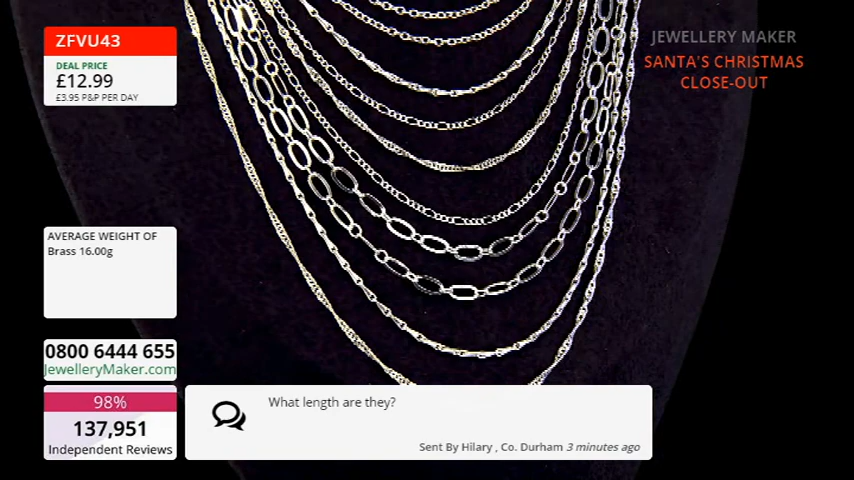 ZFVU43
DEAL PRICE
£12.99
£3.95 P&P PER DAY
JEWELLERY MAKER
SANTA'S CHRISTMAS
CLOSE-OUT
AVERAGE WEIGHT OF
Brass 16.00g
0800 6444 655
JewelleryMaker.com
98%
137,951
Independent Reviews
What length are they?
Sent By Hilary , Co. Durham 3 minutes ago